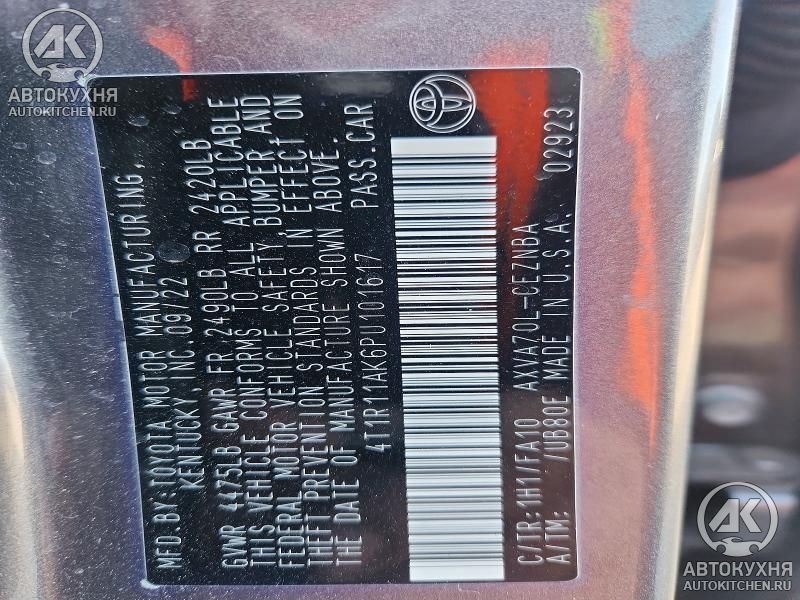 AK
АВТОКУХНЯ
AUTOKITCHEN.RU
MFD. BY:TOYOTA MOTOR MANUFACTURING,
KENTUCKY, INC.09/22
GVWR 4475LB GAWR FR 2490LB RR 2420LB
THIS VEHICLE CONFORMS TO ALL APPLICABLE
FEDERAL MOTOR VEHICLE SAFETY, BUMPER, AND
THEFT PREVENTION STANDARDS IN EFFECT ON
THE DATE OF MANUFACTURE SHOWN ABOVE.
4T1R11AK6PU101617 PASS.CAR
C/TR:1H1/FA10 AXVA70L-CEZNBA
A/TM: /UB80E MADE IN U.S.A. 02923
AK
АВТОКУХНЯ
AUTOKITCHEN.RU